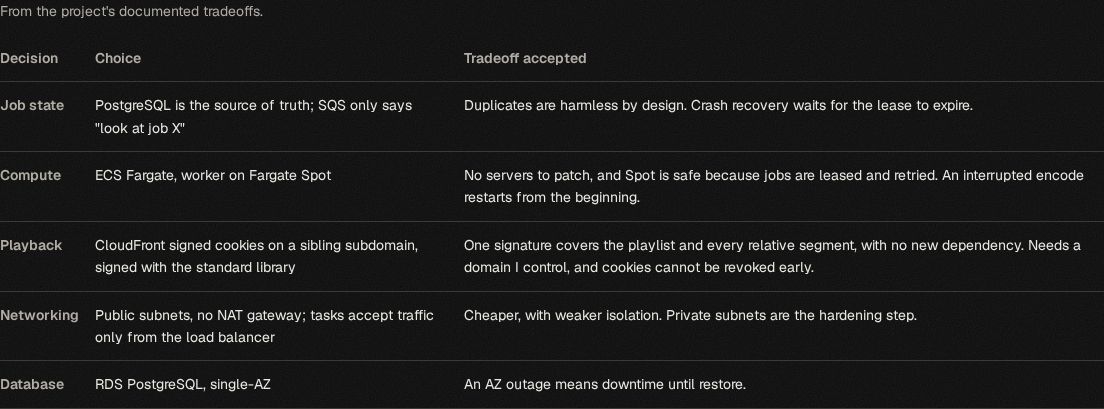 From the project's documented tradeoffs.
Decision Choice Tradeoff accepted
Job state PostgreSQL is the source of truth; SQS only says Duplicates are harmless by design. Crash recovery waits for the lease to expire.
"look at job X"
Compute ECS Fargate, worker on Fargate Spot No servers to patch, and Spot is safe because jobs are leased and retried. An interrupted encode
restarts from the beginning.
Playback CloudFront signed cookies on a sibling subdomain, One signature covers the playlist and every relative segment, with no new dependency. Needs a
signed with the standard library domain I control, and cookies cannot be revoked early.
Networking Public subnets, no NAT gateway; tasks accept traffic Cheaper, with weaker isolation. Private subnets are the hardening step.
only from the load balancer
Database RDS PostgreSQL, single-AZ An AZ outage means downtime until restore.